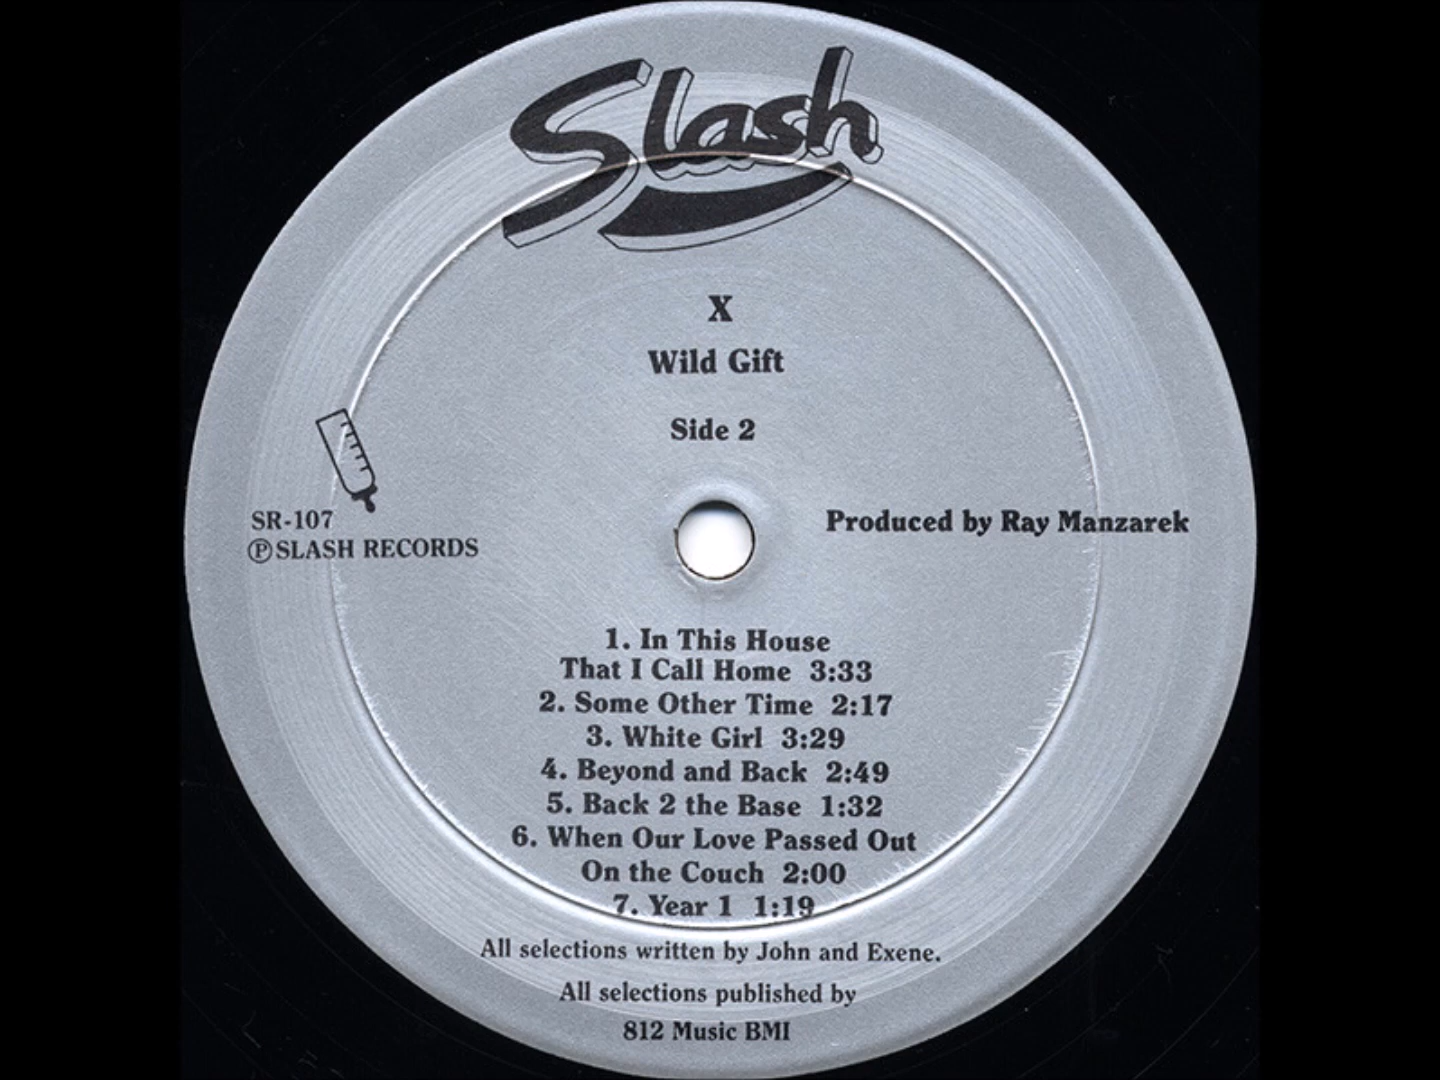 Slash
X
Wild Gift
Side 2
SR-107
ⓅSLASH RECORDS
Produced by Ray Manzarek
1. In This House
That I Call Home 3:33
2. Some Other Time 2:17
3. White Girl 3:29
4. Beyond and Back 2:49
5. Back 2 the Base 1:32
6. When Our Love Passed Out
On the Couch 2:00
7. Year 1 1:19
All selections written by John and Exene.
All selections published by
812 Music BMI